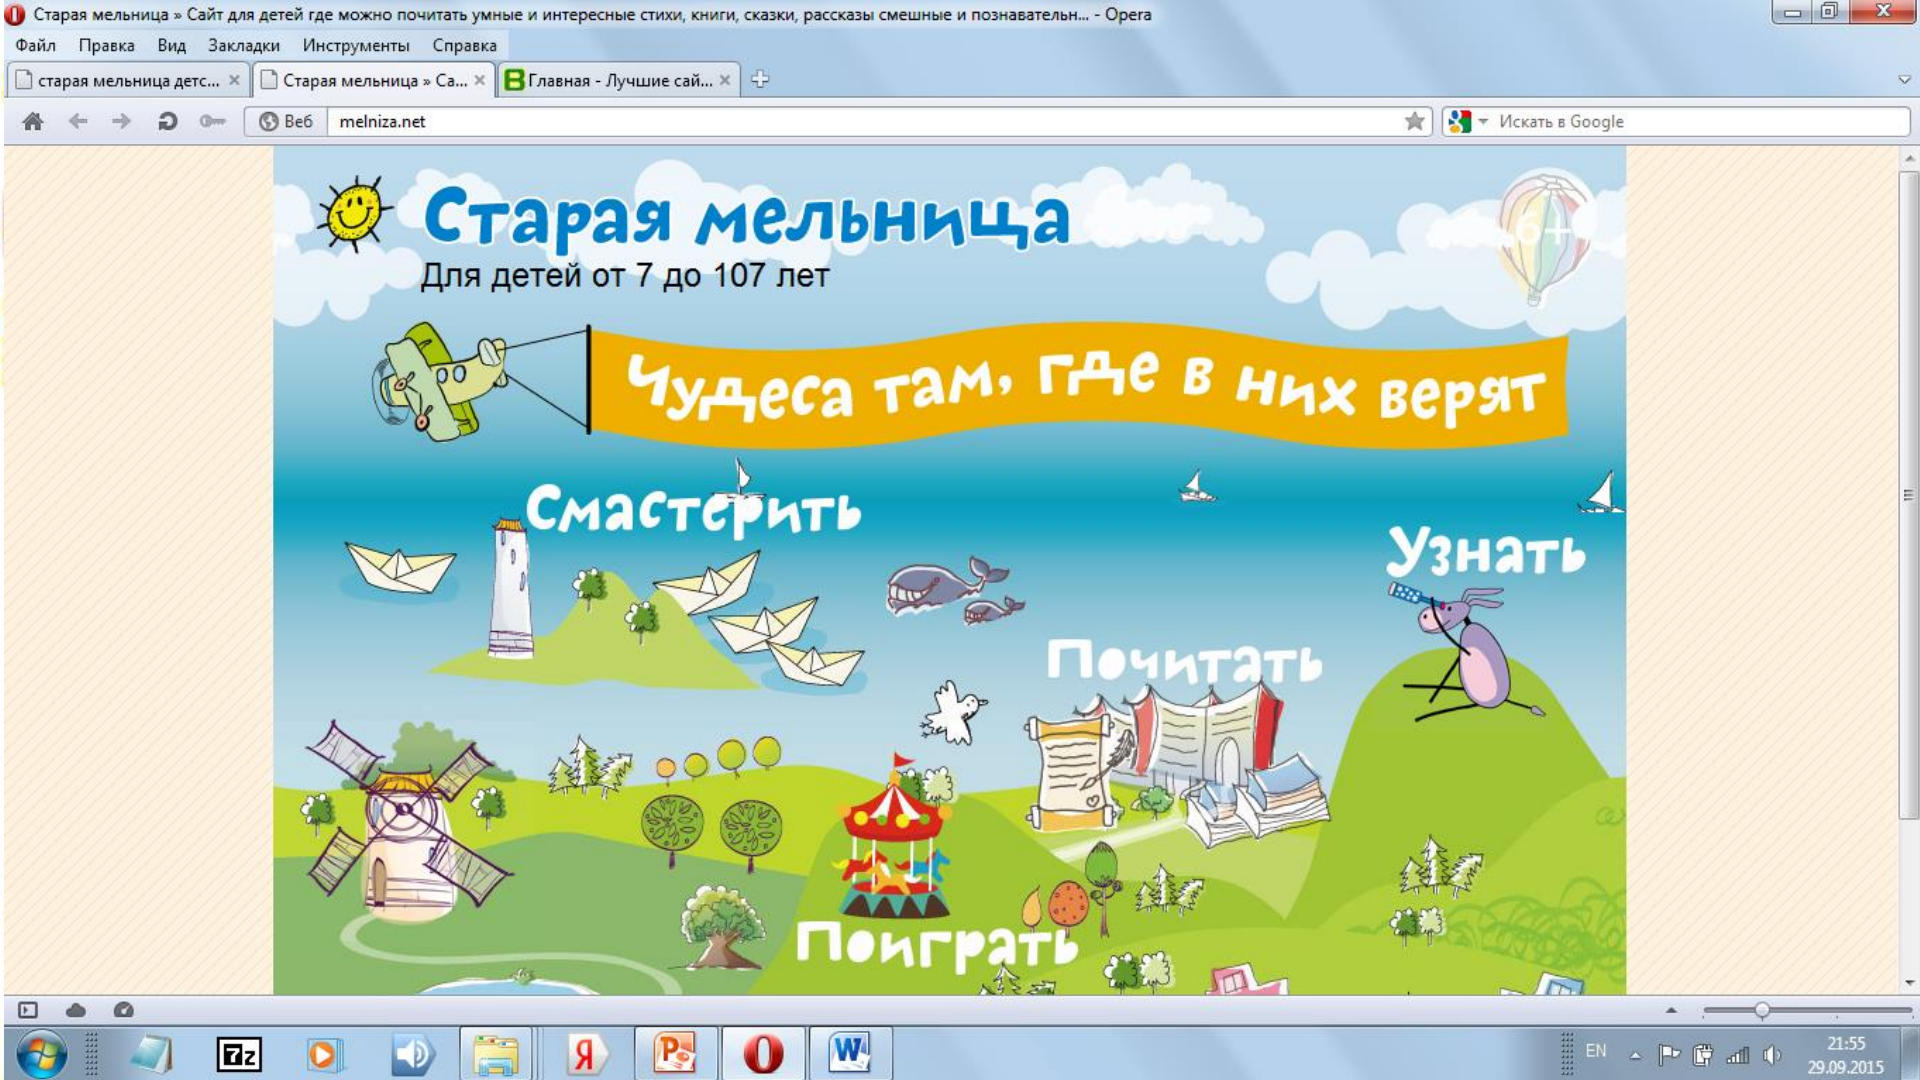 Старая мельница » Сайт для детей где можно почитать умные и интересные стихи, книги, сказки, рассказы смешные и познавательн... - Opera
Файл Правка Вид Закладки Инструменты Справка
старая мельница детс... Старая мельница » Са... Главная - Лучшие сай...
Веб melniza.net Искать в Google
Старая мельница
6+
Для детей от 7 до 107 лет
Чудеса там, где в них верят
Смастерить
Узнать
Почитать
Поиграть
7z Я P O W EN 21:55
29.09.2015